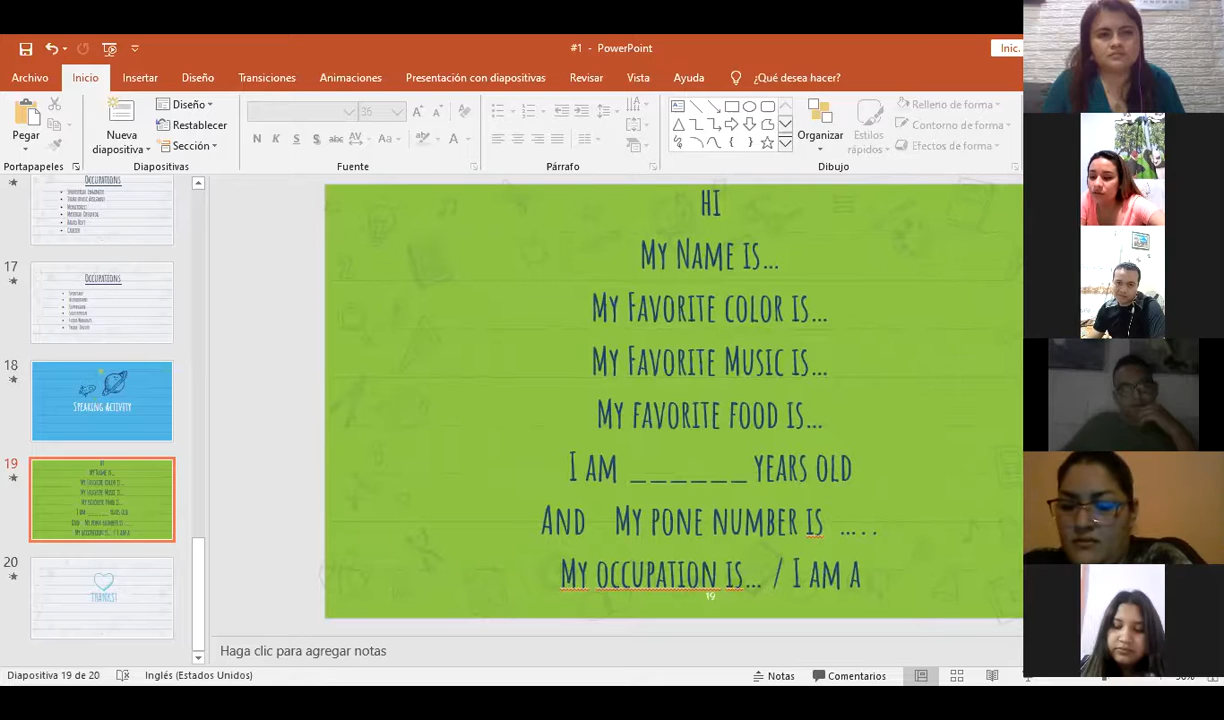 #1 - PowerPoint
Inic.
Archivo
Inicio
Insertar
Diseño
Transiciones
Animaciones
Presentación con diapositivas
Revisar
Vista
Ayuda
¿Qué desea hacer?
Pegar
Nueva
diapositiva
Diseño
Restablecer
Sección
35
N K S S abc AV Aa A
Organizar
Estilos
rápidos
Relleno de forma
Contorno de forma
Efectos de forma
Portapapeles
Diapositivas
Fuente
Párrafo
Dibujo
Occupations
17
Occupations
18
Speaking Activity
19
20
THANKS!
HI
My Name is...
My Favorite color is...
My Favorite Music is...
My favorite food is...
I am ______ years old
And My pone number is .....
My occupation is... / I am a
19
Haga clic para agregar notas
Diapositiva 19 de 20
Inglés (Estados Unidos)
Notas
Comentarios